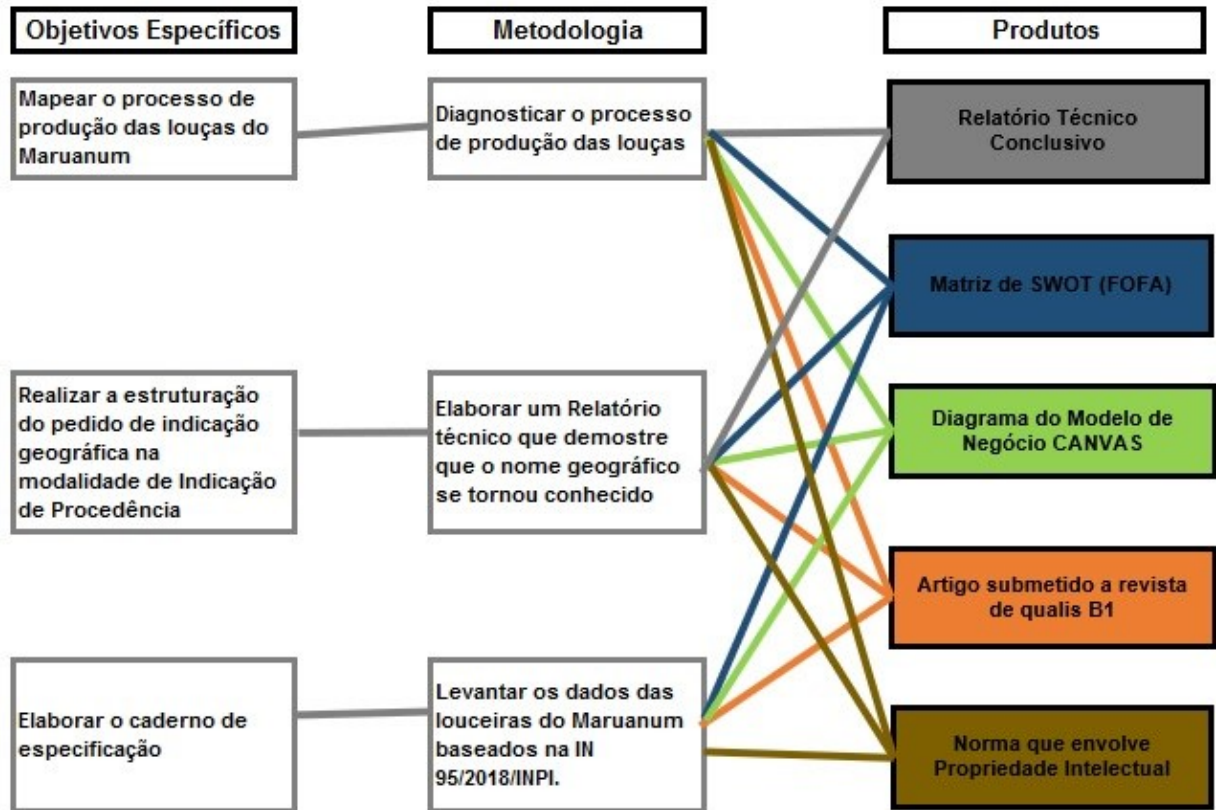 Objetivos Específicos
Metodologia
Produtos
Mapear o processo de
produção das louças do
Maruanum
Diagnosticar o processo
de produção das louças
Relatório Técnico
Conclusivo
Matriz de SWOT (FOFA)
Realizar a estruturação
do pedido de indicação
geográfica na
modalidade de Indicação
de Procedência
Elaborar um Relatório
técnico que demostre
que o nome geográfico
se tornou conhecido
Diagrama do Modelo de
Negócio CANVAS
Artigo submetido a revista
de qualis B1
Elaborar o caderno de
especificação
Levantar os dados das
louceiras do Maruanum
baseados na IN
95/2018/INPI.
Norma que envolve
Propriedade Intelectual